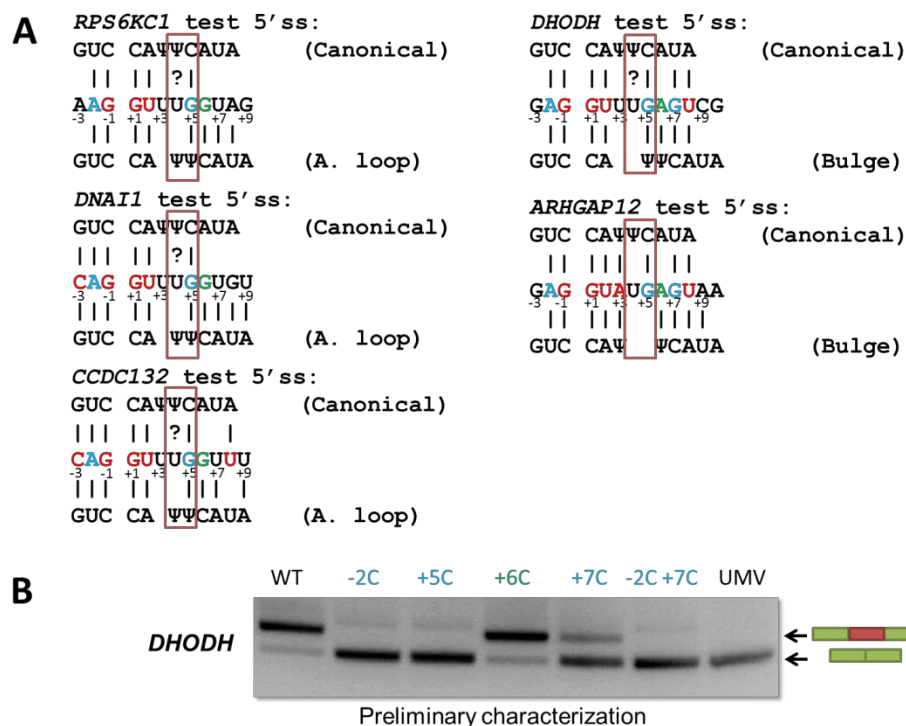 A
RPS6KC1 test 5'ss:
GUC CAΨΨCAUA (Canonical)
?
AAG GUUUGGUAG
-3 -1 +1 +3 +5 +7 +9
GUC CA ΨΨCAUA (A. loop)
DNAI1 test 5'ss:
GUC CAΨΨCAUA (Canonical)
?
CAG GUUUGGUGU
-3 -1 +1 +3 +5 +7 +9
GUC CA ΨΨCAUA (A. loop)
CCDC132 test 5'ss:
GUC CAΨΨCAUA (Canonical)
?
CAG GUUUGGUUU
-3 -1 +1 +3 +5 +7 +9
GUC CA ΨΨCAUA (A. loop)
DHODH test 5'ss:
GUC CAΨΨCAUA (Canonical)
?
GAG GUUUGAGUCG
-3 -1 +1 +3 +5 +7 +9
GUC CA ΨΨCAUA (Bulge)
ARHGAP12 test 5'ss:
GUC CAΨΨCAUA (Canonical)
GAG GUAUGAGUAA
-3 -1 +1 +3 +5 +7 +9
GUC CAΨ ΨCAUA (Bulge)
B
WT -2C +5C +6C +7C -2C +7C UMV
DHODH
Preliminary characterization